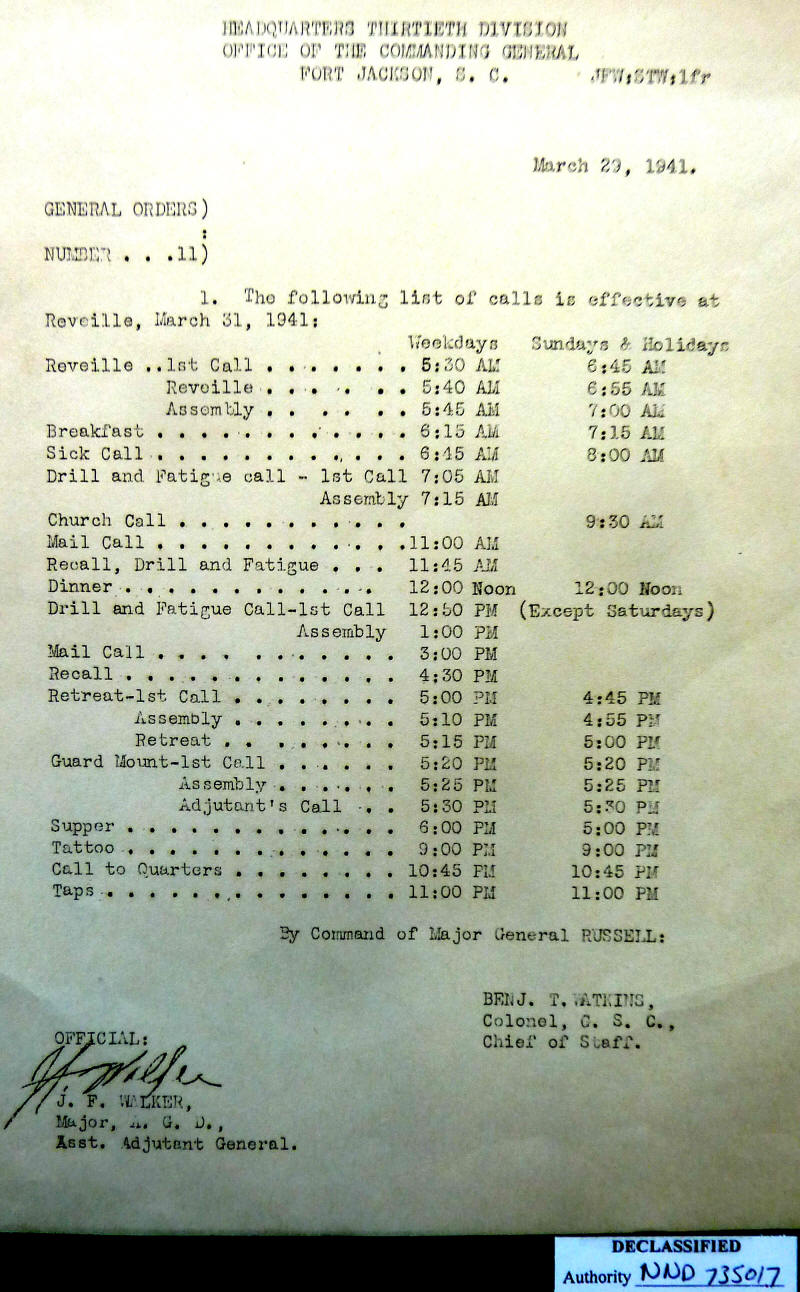 HEADQUARTERS THIRTIETH DIVISION
OFFICE OF THE COMMANDING GENERAL
FORT JACKSON, S. C. JFW;STW;lfr
March 29, 1941.
GENERAL ORDERS)
:
NUMBER . . .11)
1. The following list of calls is effective at
Reveille, March 31, 1941:
Weekdays Sundays & Holidays
Reveille ..1st Call . . . . . . . 5:30 AM 6:45 AM
Reveille . . . . . . . 5:40 AM 6:55 AM
Assembly . . . . . . 5:45 AM 7:00 AM
Breakfast . . . . . . . . . . . . 6:15 AM 7:15 AM
Sick Call . . . . . . . . . . . . 6:45 AM 8:00 AM
Drill and Fatigue call - 1st Call 7:05 AM
Assembly 7:15 AM
Church Call . . . . . . . . . . . 9:30 AM
Mail Call . . . . . . . . . . . .11:00 AM
Recall, Drill and Fatigue . . . 11:45 AM
Dinner . . . . . . . . . . . . 12:00 Noon 12:00 Noon
Drill and Fatigue Call-1st Call 12:50 PM (Except Saturdays)
Assembly 1:00 PM
Mail Call . . . . . . . . . . . 3:00 PM
Recall . . . . . . . . . . . . . 4:30 PM
Retreat-1st Call . . . . . . . . 5:00 PM 4:45 PM
Assembly . . . . . . . . 5:10 PM 4:55 PM
Retreat . . . . . . . . 5:15 PM 5:00 PM
Guard Mount-1st Call . . . . . . 5:20 PM 5:20 PM
Assembly . . . . . . 5:25 PM 5:25 PM
Adjutant's Call . . . 5:30 PM 5:30 PM
Supper . . . . . . . . . . . . . 6:00 PM 5:00 PM
Tattoo . . . . . . . . . . . . . 9:00 PM 9:00 PM
Call to Quarters . . . . . . . . 10:45 PM 10:45 PM
Taps . . . . . . . . . . . . . . 11:00 PM 11:00 PM
By Command of Major General RUSSELL:
BENJ. T. WATKINS,
Colonel, G. S. C.,
Chief of Staff.
OFFICIAL:
J. F. WALKER,
Major, A. G. D.,
Asst. Adjutant General.
DECLASSIFIED
Authority NND 735017